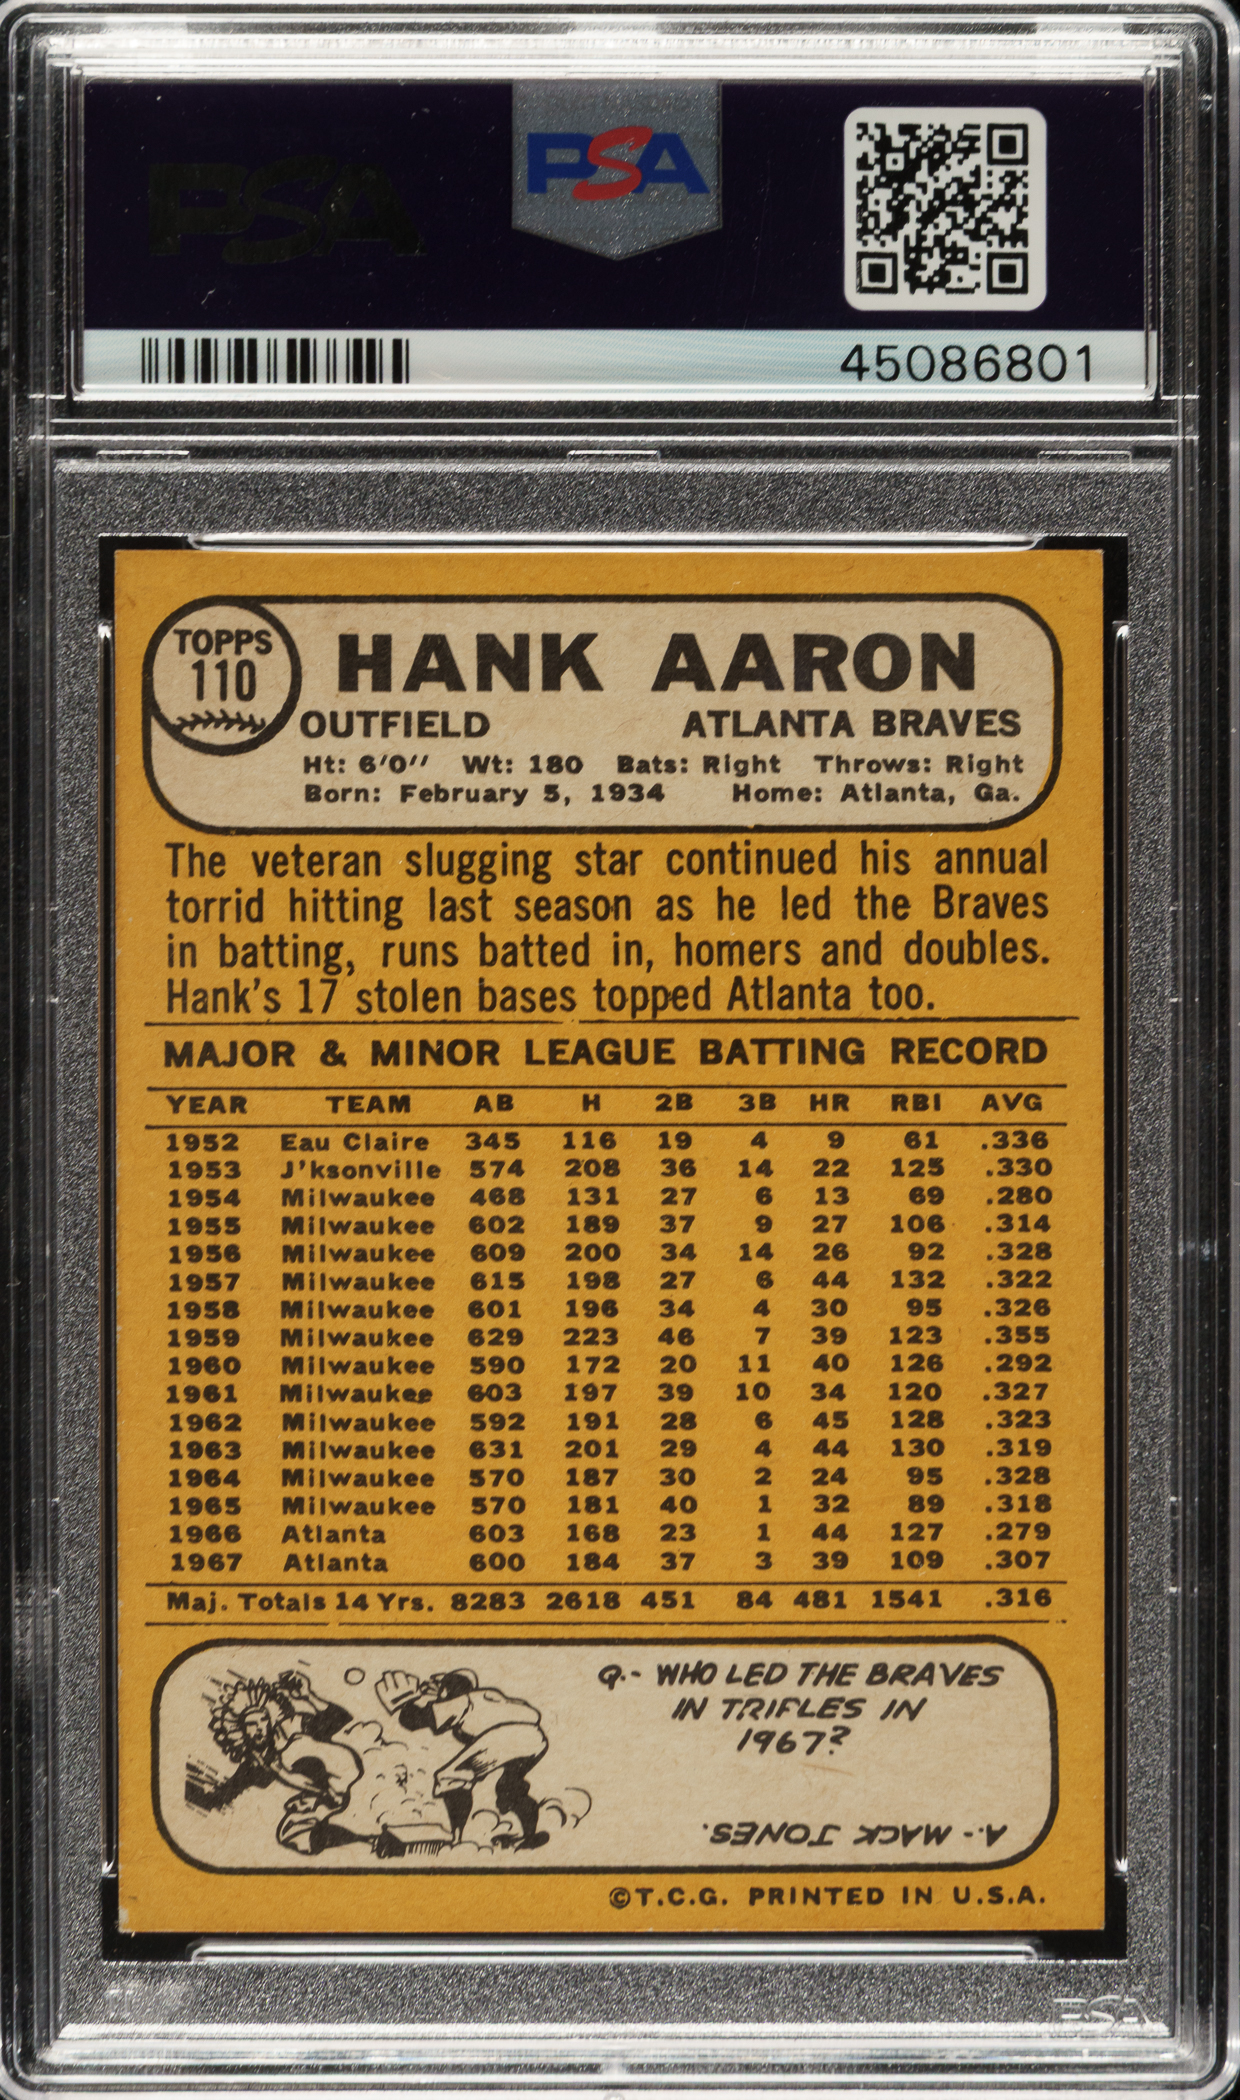 PSA
PSA
45086801
TOPPS
110
HANK AARON
OUTFIELD ATLANTA BRAVES
Ht: 6'0'' Wt: 180 Bats: Right Throws: Right
Born: February 5, 1934 Home: Atlanta, Ga.
The veteran slugging star continued his annual
torrid hitting last season as he led the Braves
in batting, runs batted in, homers and doubles.
Hank's 17 stolen bases topped Atlanta too.
MAJOR & MINOR LEAGUE BATTING RECORD
YEAR TEAM AB H 2B 3B HR RBI AVG
1952 Eau Claire 345 116 19 4 9 61 .336
1953 J'ksonville 574 208 36 14 22 125 .330
1954 Milwaukee 468 131 27 6 13 69 .280
1955 Milwaukee 602 189 37 9 27 106 .314
1956 Milwaukee 609 200 34 14 26 92 .328
1957 Milwaukee 615 198 27 6 44 132 .322
1958 Milwaukee 601 196 34 4 30 95 .326
1959 Milwaukee 629 223 46 7 39 123 .355
1960 Milwaukee 590 172 20 11 40 126 .292
1961 Milwaukee 603 197 39 10 34 120 .327
1962 Milwaukee 592 191 28 6 45 128 .323
1963 Milwaukee 631 201 29 4 44 130 .319
1964 Milwaukee 570 187 30 2 24 95 .328
1965 Milwaukee 570 181 40 1 32 89 .318
1966 Atlanta 603 168 23 1 44 127 .279
1967 Atlanta 600 184 37 3 39 109 .307
Maj. Totals 14 Yrs. 8283 2618 451 84 481 1541 .316
Q.- WHO LED THE BRAVES
IN TRIPLES IN
1967?
A.- MACK JONES.
©T.C.G. PRINTED IN U.S.A.
PSA